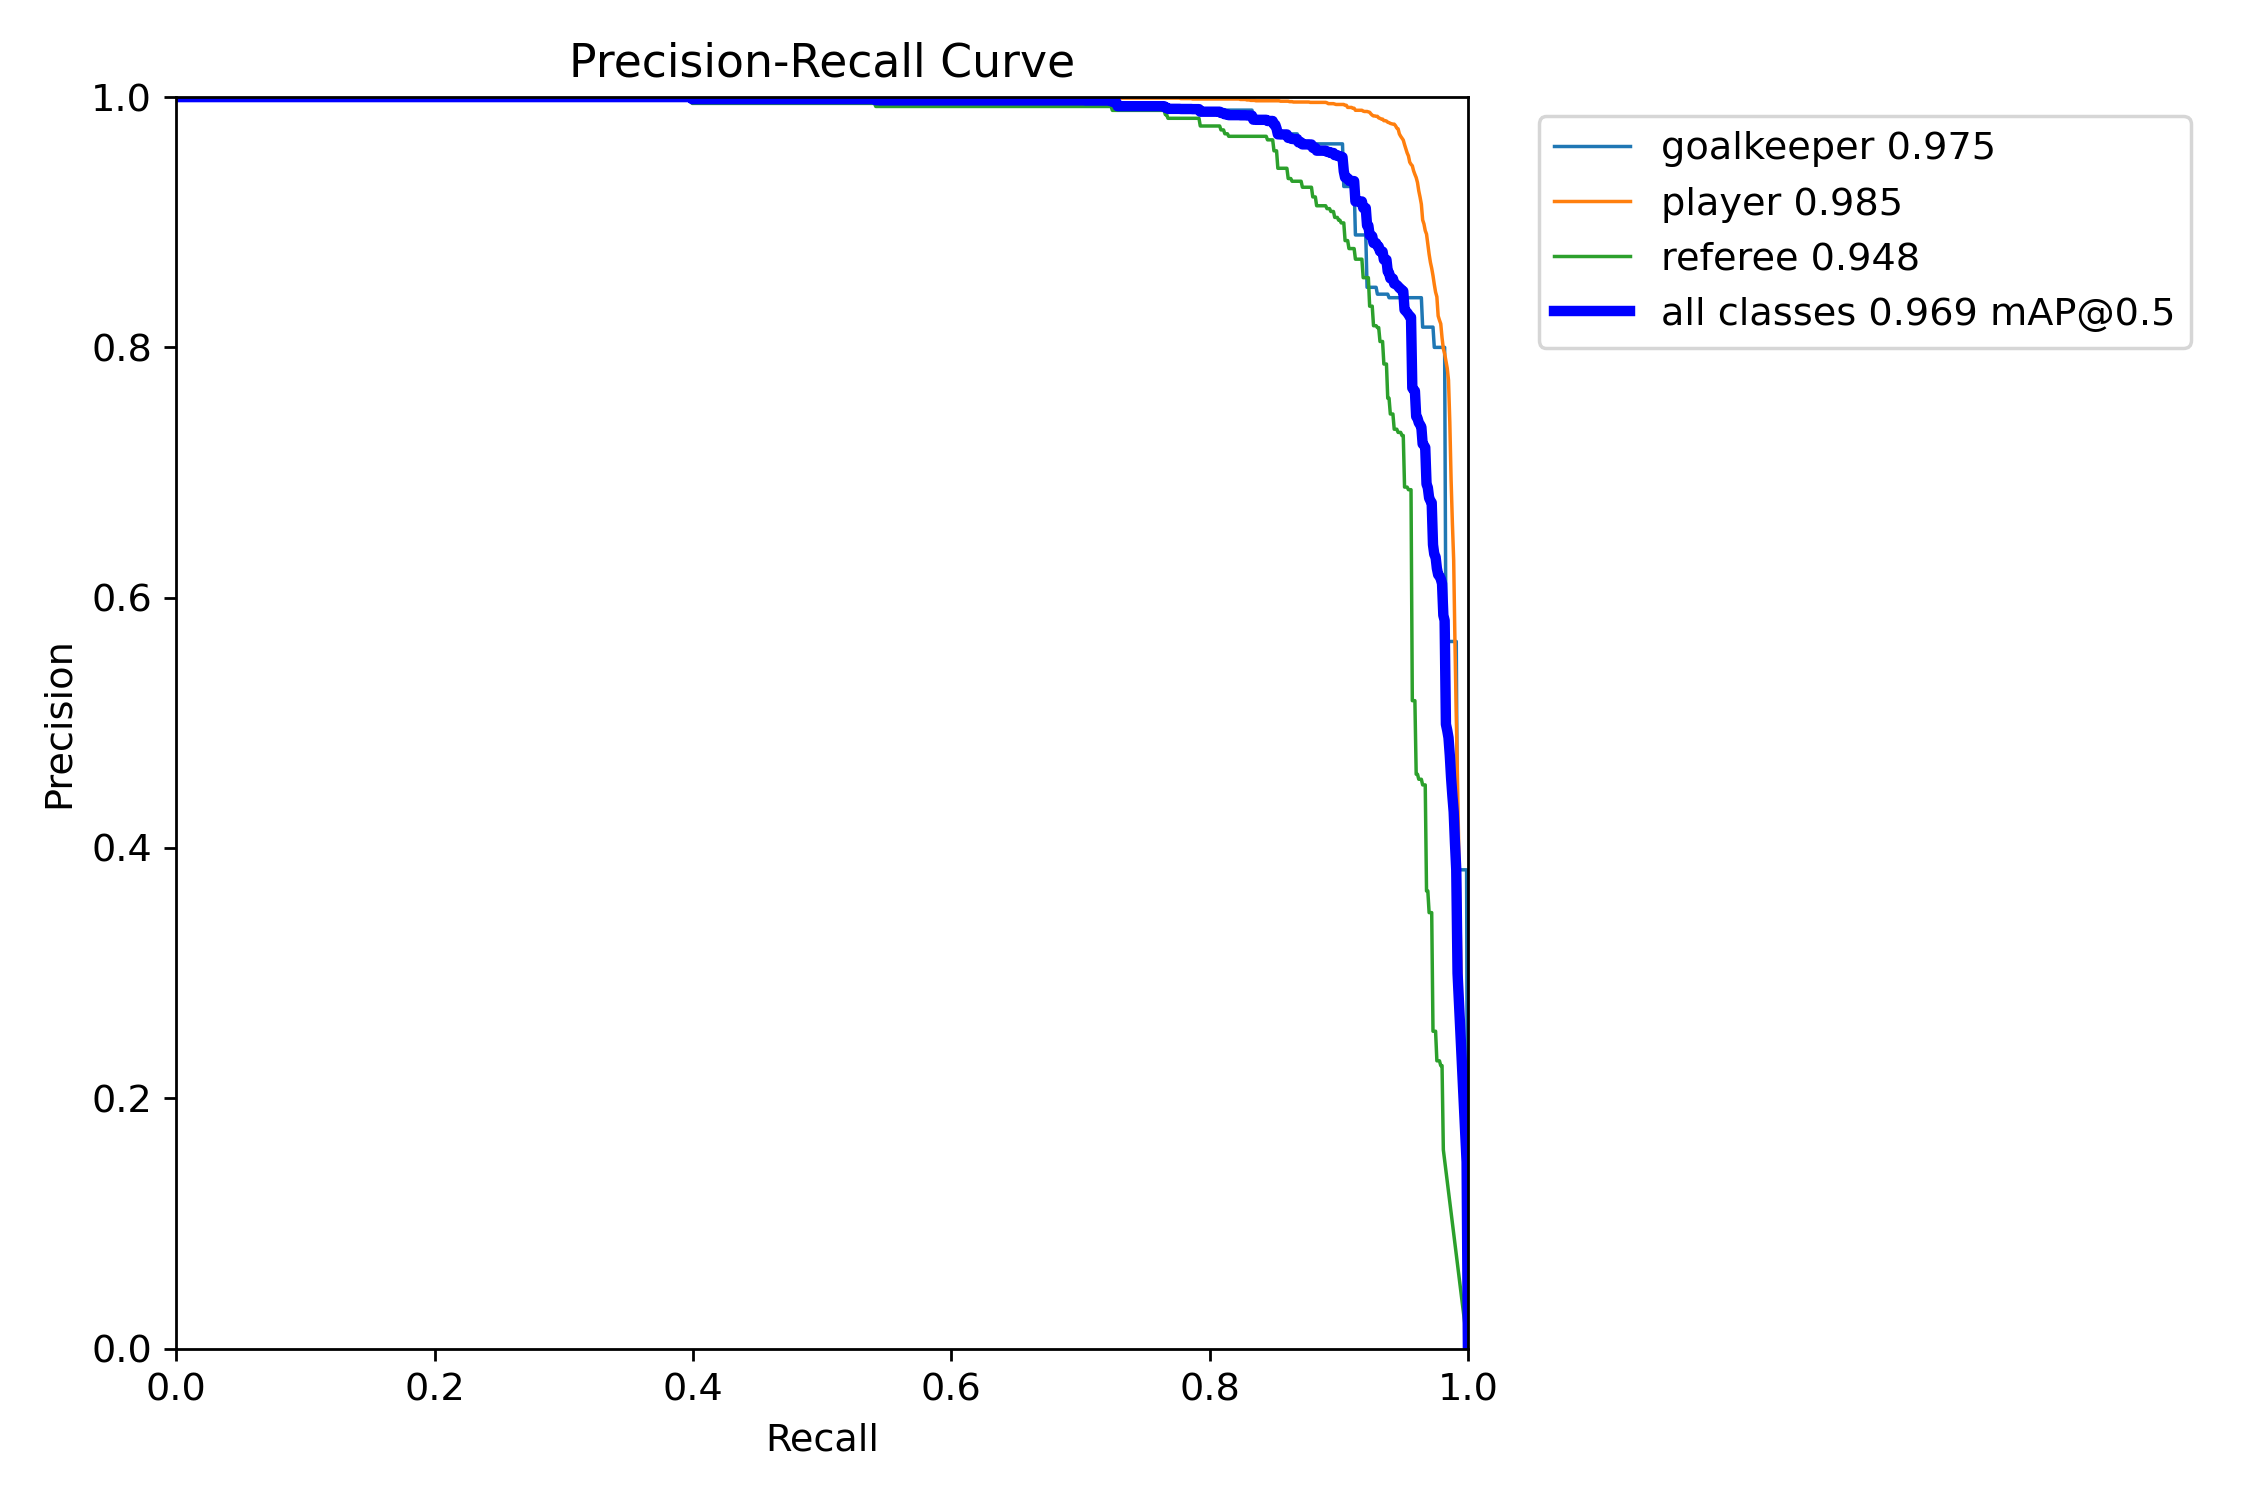 Precision-Recall Curve
1.0
0.8
0.6
0.4
0.2
0.0
Precision
0.0 0.2 0.4 0.6 0.8 1.0
Recall
goalkeeper 0.975
player 0.985
referee 0.948
all classes 0.969 mAP@0.5